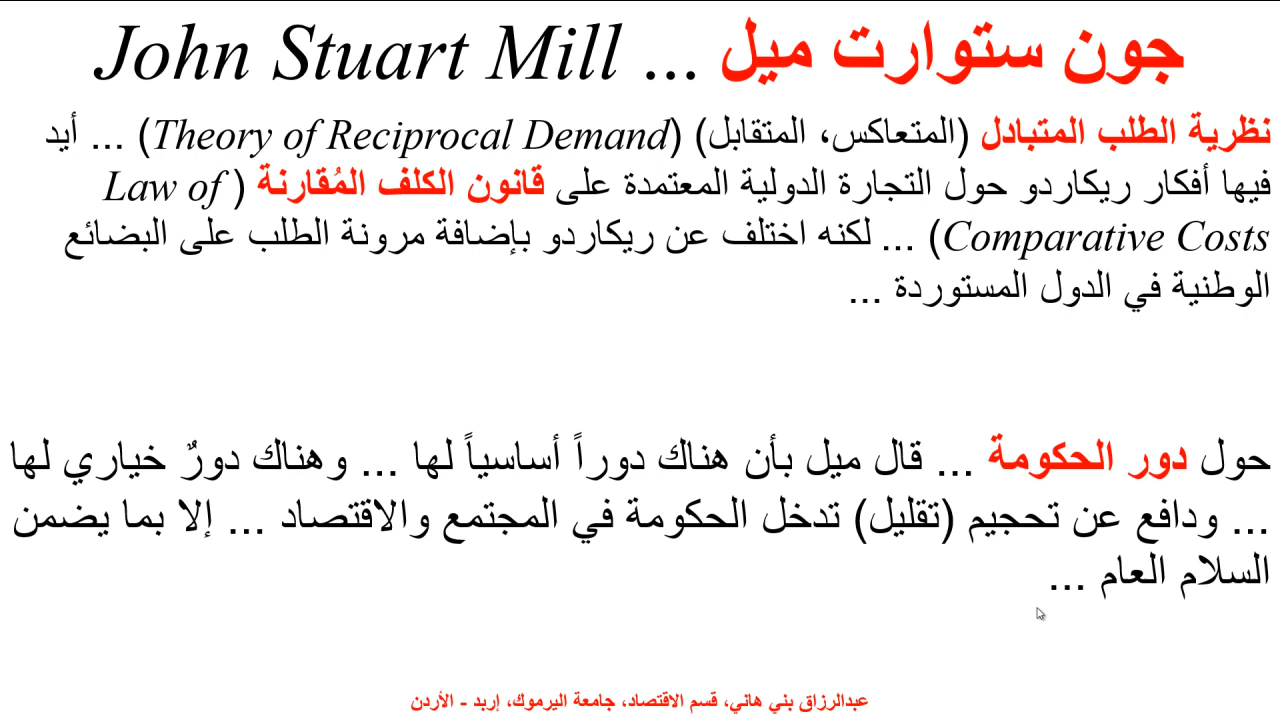 جون ستوارت ميل ... John Stuart Mill
نظرية الطلب المتبادل (المتعاكس، المتقابل) (Theory of Reciprocal Demand) ... أيد
فيها أفكار ريكاردو حول التجارة الدولية المعتمدة على قانون الكلف المُقارنة ( Law of
Comparative Costs) ... لكنه اختلف عن ريكاردو بإضافة مرونة الطلب على البضائع
الوطنية في الدول المستوردة ...
حول دور الحكومة ... قال ميل بأن هناك دوراً أساسياً لها ... وهناك دورٌ خياري لها
... ودافع عن تحجيم (تقليل) تدخل الحكومة في المجتمع والاقتصاد ... إلا بما يضمن
السلام العام ...
عبدالرزاق بني هاني، قسم الاقتصاد، جامعة اليرموك، إربد - الأردن